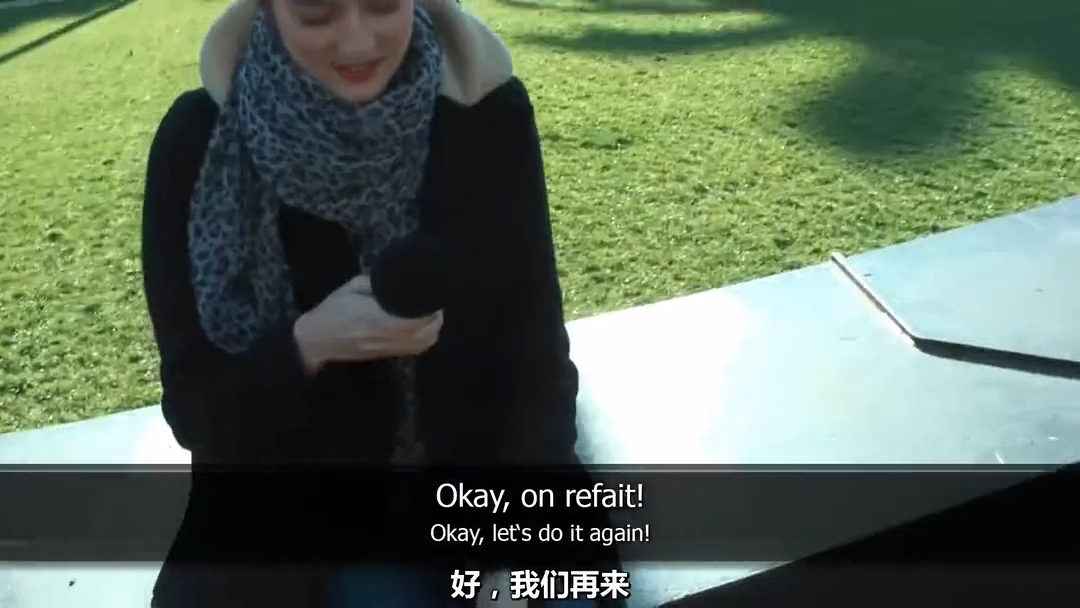 Okay, on refait!
Okay, let's do it again!
好，我们再来